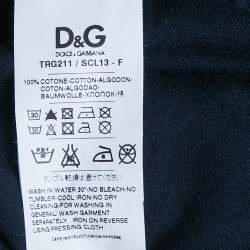 D&G
DOLCE & GABBANA
TRG211 / SCL13 - F
100% COTONE-COTTON-ALGODON-
COTON-ALGODAO-
BAUMWOLLE-ХЛОПОК-棉
30
WASH IN WATER 30°-NO BLEACH-NO
TUMBLER-COOL IRON-NO DRY
CLEANING-FOR WASHING IN
GENERAL WASH GARMENT
SEPARATELY IRON ON REVERSE
USING PRESSING CLOTH.